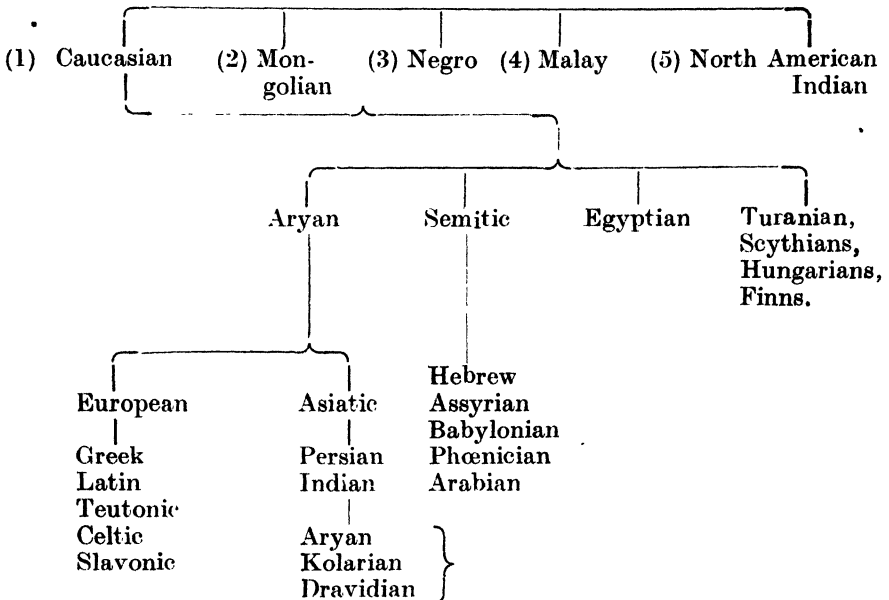 (1) Caucasian (2) Mon- (3) Negro (4) Malay (5) North American
golian Indian
Aryan Semitic Egyptian Turanian,
Scythians,
Hungarians,
Finns.
Hebrew
European Asiatic Assyrian
Babylonian
Greek Persian Phœnician
Latin Indian Arabian
Teutonic
Celtic Aryan
Slavonic Kolarian
Dravidian